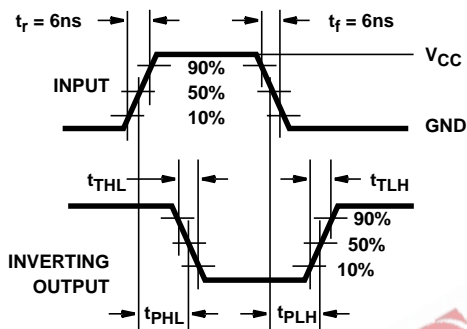 t_r = 6ns
t_f = 6ns
V_CC
90%
INPUT
50%
10%
GND
t_THL
t_TLH
90%
50%
INVERTING
OUTPUT
10%
t_PHL
t_PLH